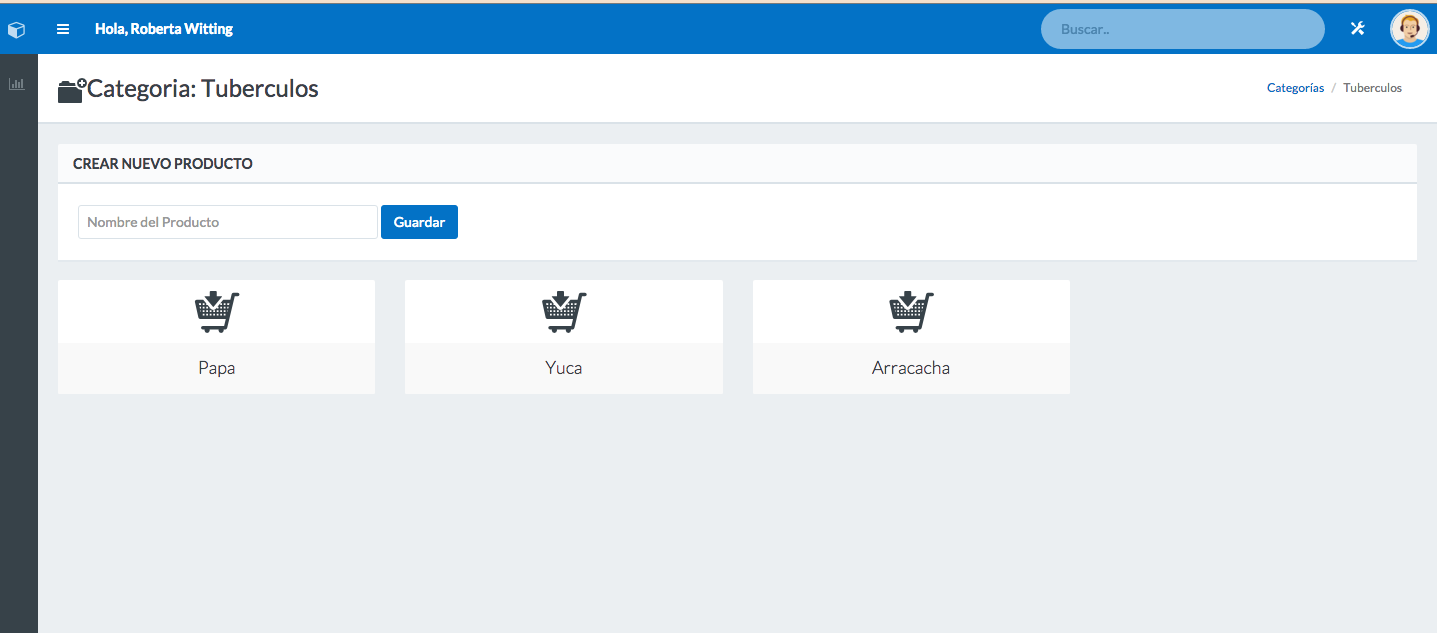 Hola, Roberta Witting
Buscar..
Categoria: Tuberculos
Categorías / Tuberculos
CREAR NUEVO PRODUCTO
Nombre del Producto
Guardar
Papa
Yuca
Arracacha